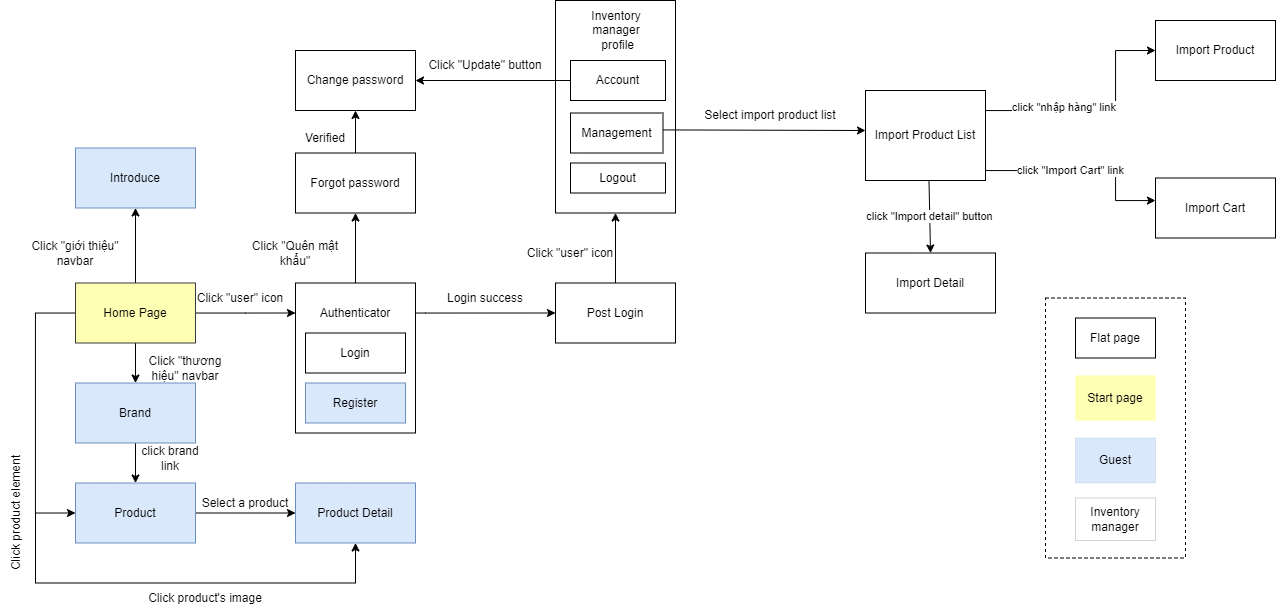 Inventory
manager
profile
Account
Management
Logout
Click "Update" button
Change password
Verified
Forgot password
Click "Quên mật
khẩu"
Select import product list
Import Product List
click "nhập hàng" link
Import Product
click "Import Cart" link
Import Cart
click "Import detail" button
Import Detail
Introduce
Click "giới thiệu"
navbar
Home Page
Click "user" icon
Authenticator
Login
Register
Login success
Post Login
Click "user" icon
Click "thương
hiệu" navbar
Brand
click brand
link
Product
Select a product
Product Detail
Click product element
Click product's image
Flat page
Start page
Guest
Inventory
manager